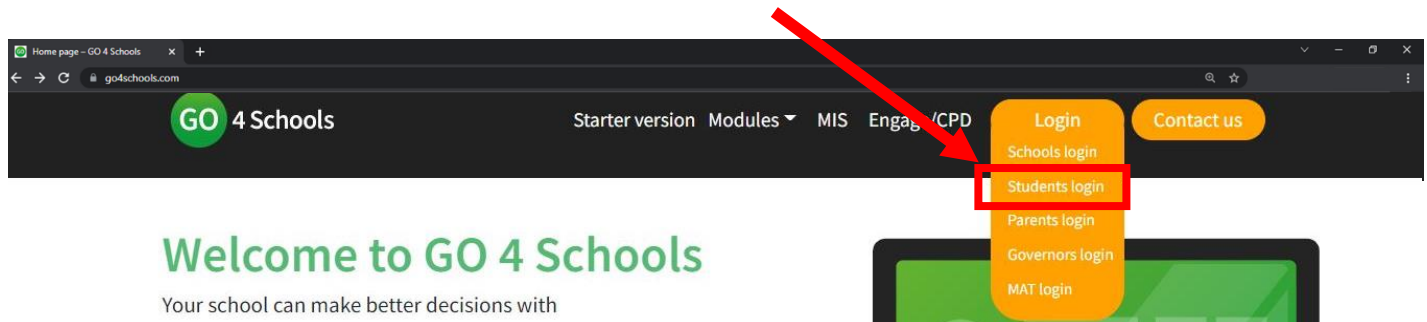 Home page – GO 4 Schools
go4schools.com
GO 4 Schools
Starter version Modules MIS Engage/CPD Login Contact us
Schools login
Students login
Parents login
Governors login
MAT login
Welcome to GO 4 Schools
Your school can make better decisions with